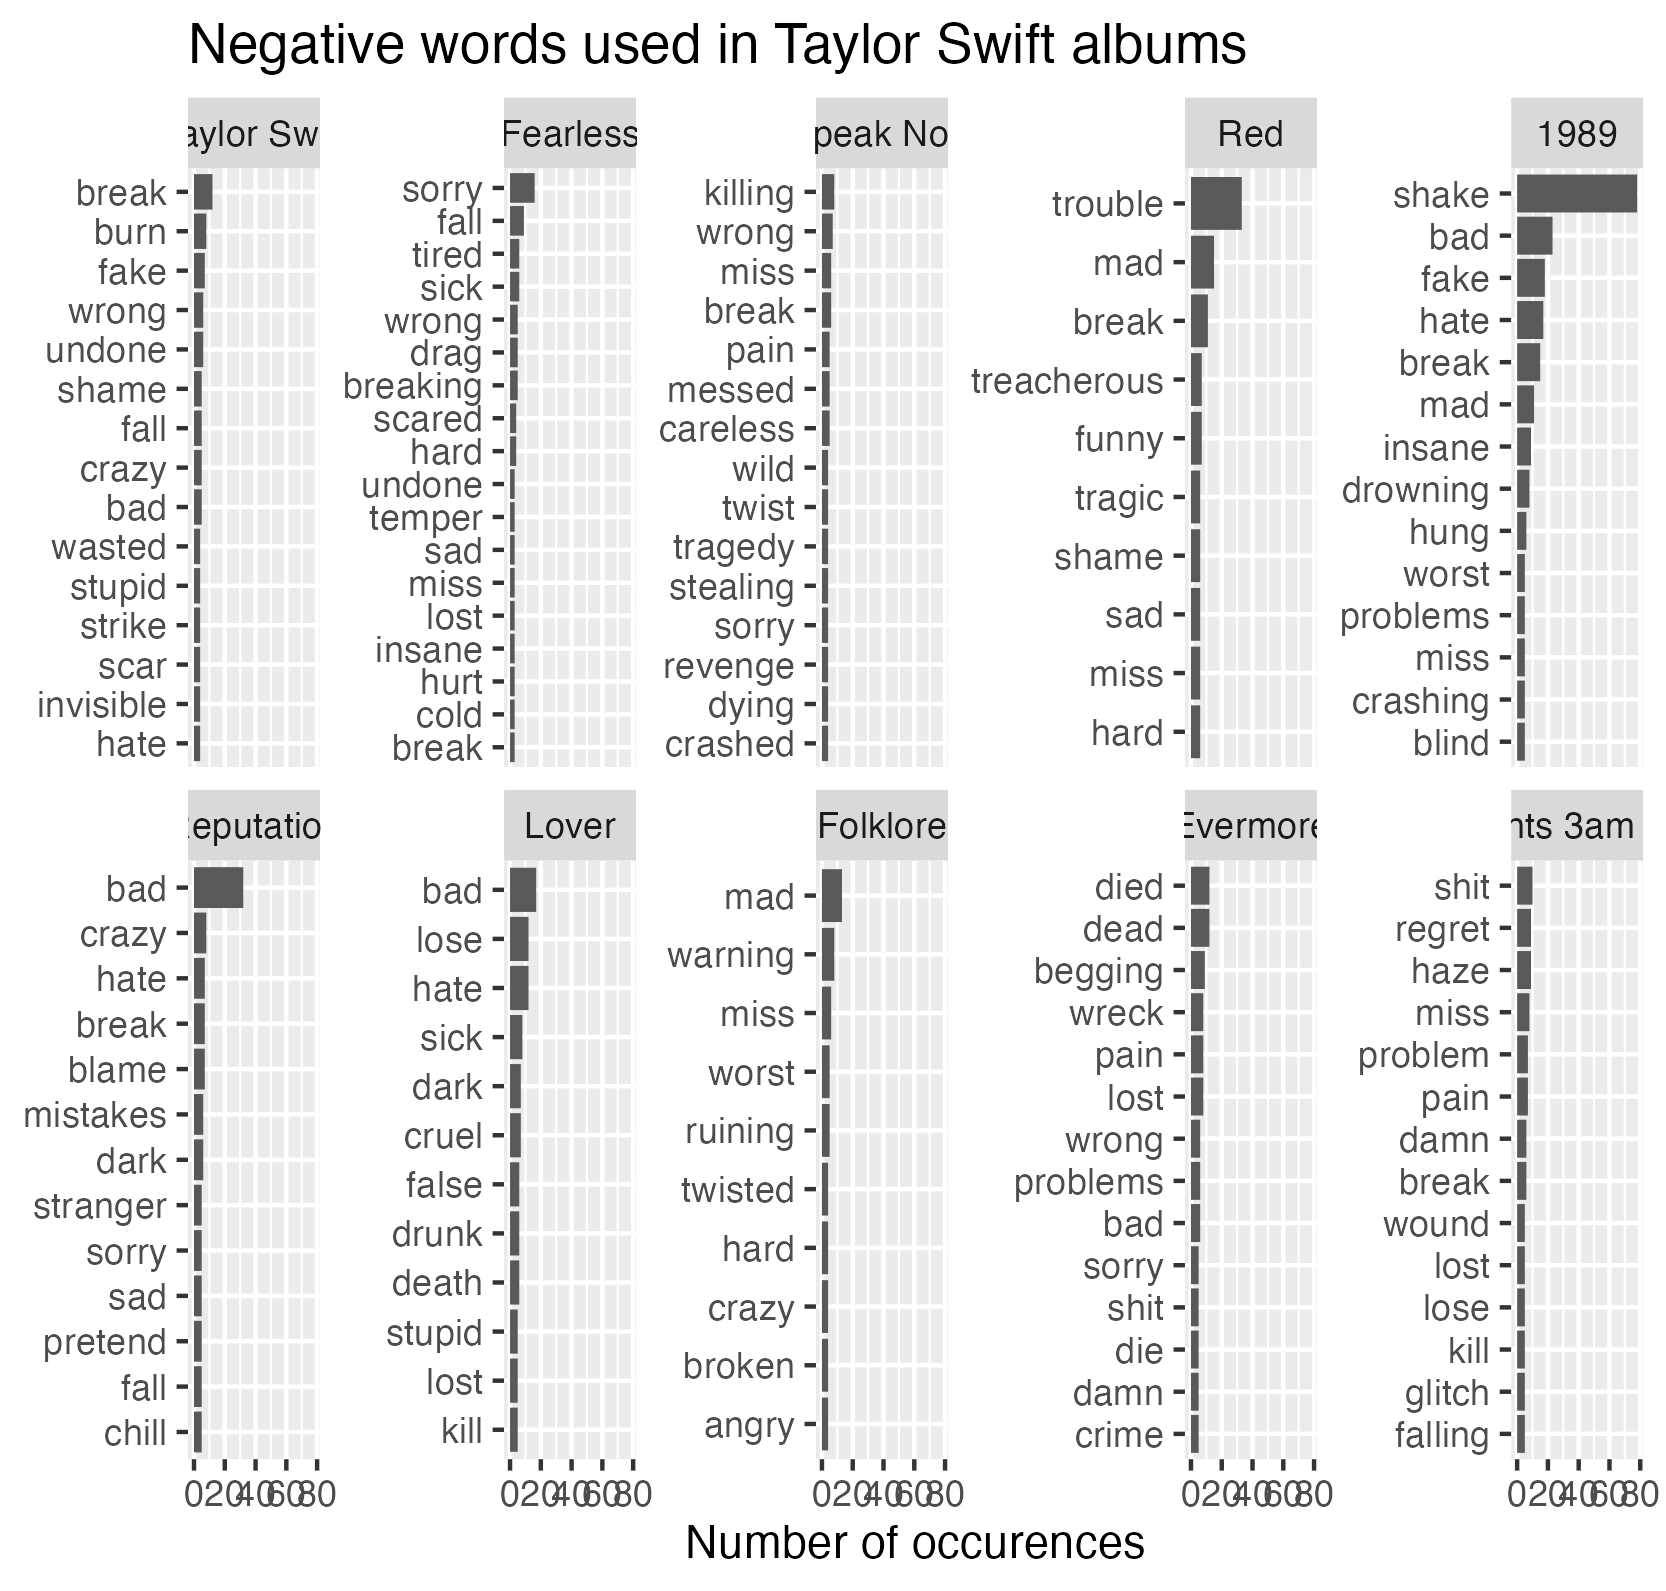 Negative words used in Taylor Swift albums
aylor Sw
break
burn
fake
wrong
undone
shame
fall
crazy
bad
wasted
stupid
strike
scar
invisible
hate
Fearless
sorry
fall
tired
sick
wrong
drag
breaking
scared
hard
undone
temper
sad
miss
lost
insane
hurt
cold
break
peak No
killing
wrong
miss
break
pain
messed
careless
wild
twist
tragedy
stealing
sorry
revenge
dying
crashed
Red
trouble
mad
break
treacherous
funny
tragic
shame
sad
miss
hard
1989
shake
bad
fake
hate
break
mad
insane
drowning
hung
worst
problems
miss
crashing
blind
Reputatio
bad
crazy
hate
break
blame
mistakes
dark
stranger
sorry
sad
pretend
fall
chill
0 20 40 60 80
Lover
bad
lose
hate
sick
dark
cruel
false
drunk
death
stupid
lost
kill
0 20 40 60 80
Folklore
mad
warning
miss
worst
ruining
twisted
hard
crazy
broken
angry
0 20 40 60 80
Evermore
died
dead
begging
wreck
pain
lost
wrong
problems
bad
sorry
shit
die
damn
crime
0 20 40 60 80
nts 3am
shit
regret
haze
miss
problem
pain
damn
break
wound
lost
lose
kill
glitch
falling
0 20 40 60 80
Number of occurences